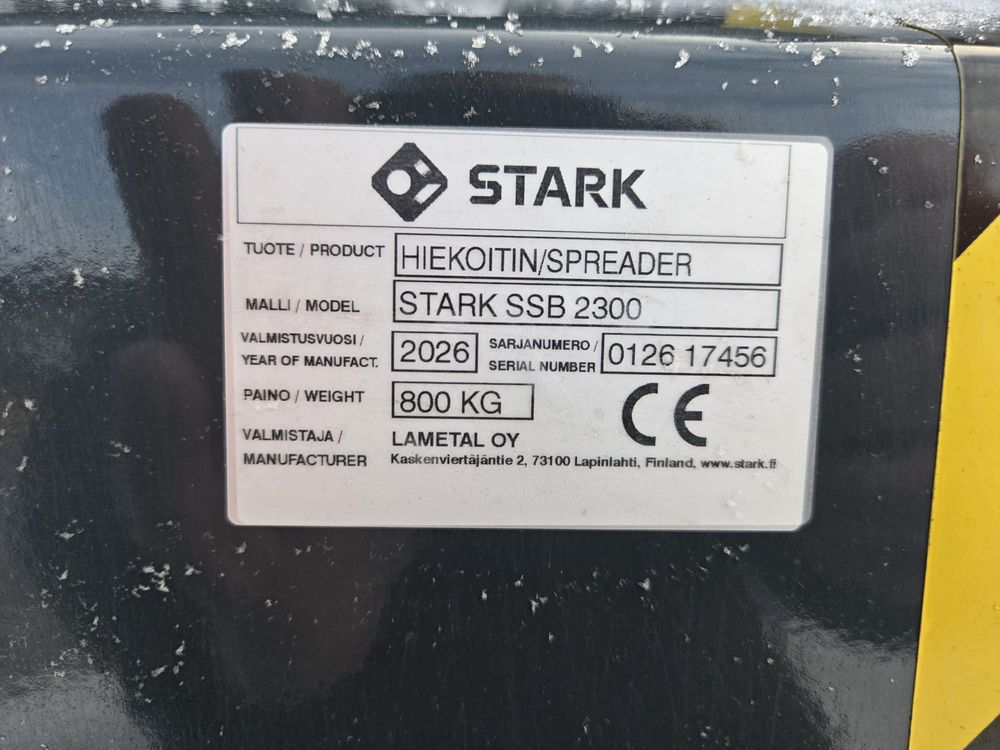 STARK
TUOTE / PRODUCT HIEKOITIN/SPREADER
MALLI / MODEL STARK SSB 2300
VALMISTUSVUOSI / YEAR OF MANUFACT. 2026 SARJANUMERO / SERIAL NUMBER 0126 17456
PAINO / WEIGHT 800 KG
CE
VALMISTAJA / MANUFACTURER LAMETAL OY
Kaskenviertäjäntie 2, 73100 Lapinlahti, Finland, www.stark.fi